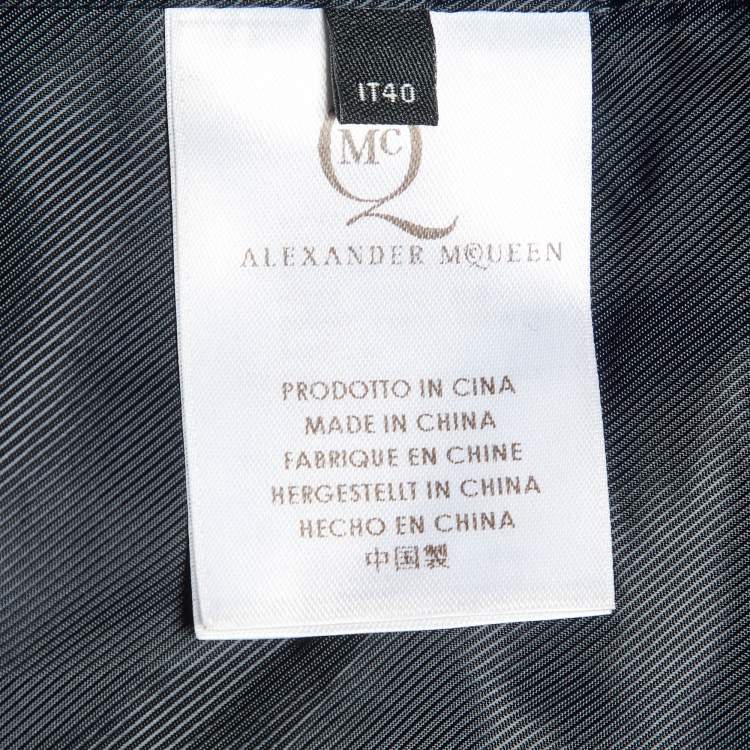 IT40
McQ
ALEXANDER McQUEEN
PRODOTTO IN CINA
MADE IN CHINA
FABRIQUE EN CHINE
HERGESTELLT IN CHINA
HECHO EN CHINA
中国製